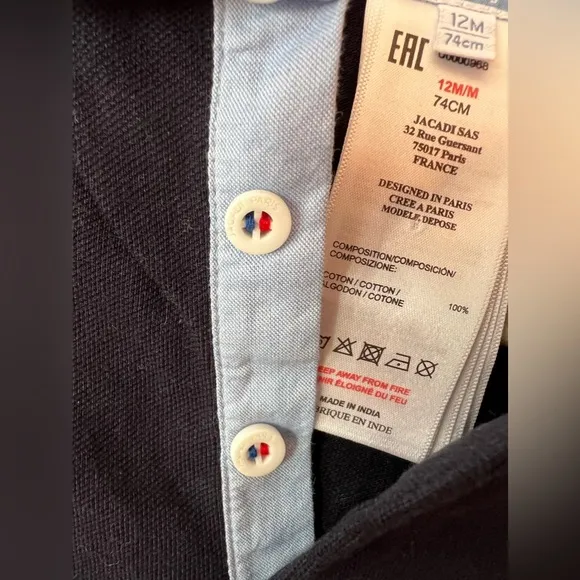 12M
74cm
EAC
00000968
12M/M
74CM
JACADI SAS
32 Rue Guersant
75017 Paris
FRANCE
DESIGNED IN PARIS
CREE A PARIS
MODELE DEPOSE
COMPOSITION/COMPOSICIÓN/
COMPOSIZIONE:
COTON / COTTON /
ALGODON / COTONE 100%
KEEP AWAY FROM FIRE
ÉLOIGNÉ DU FEU
MADE IN INDIA
EN INDE
PARIS